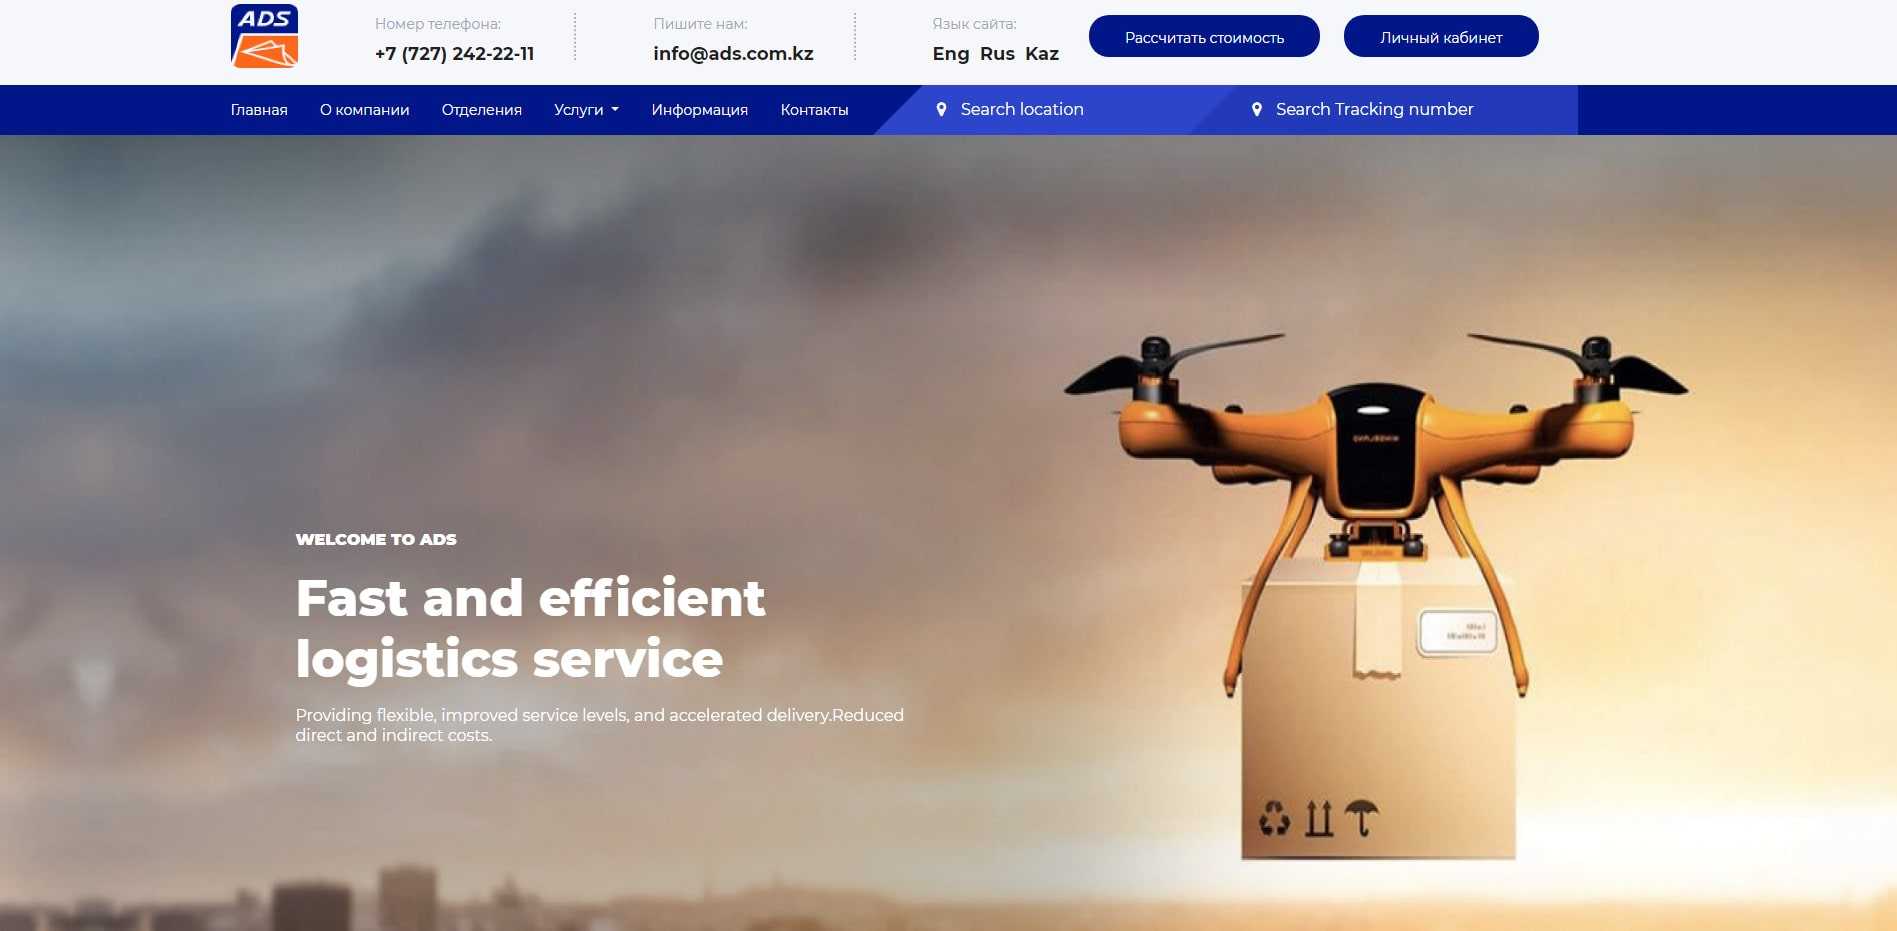 ADS
Номер телефона:
+7 (727) 242-22-11
Пишите нам:
info@ads.com.kz
Язык сайта:
Eng Rus Kaz
Рассчитать стоимость
Личный кабинет
Главная
О компании
Отделения
Услуги
Информация
Контакты
Search location
Search Tracking number
WELCOME TO ADS
Fast and efficient
logistics service
Providing flexible, improved service levels, and accelerated delivery.Reduced
direct and indirect costs.